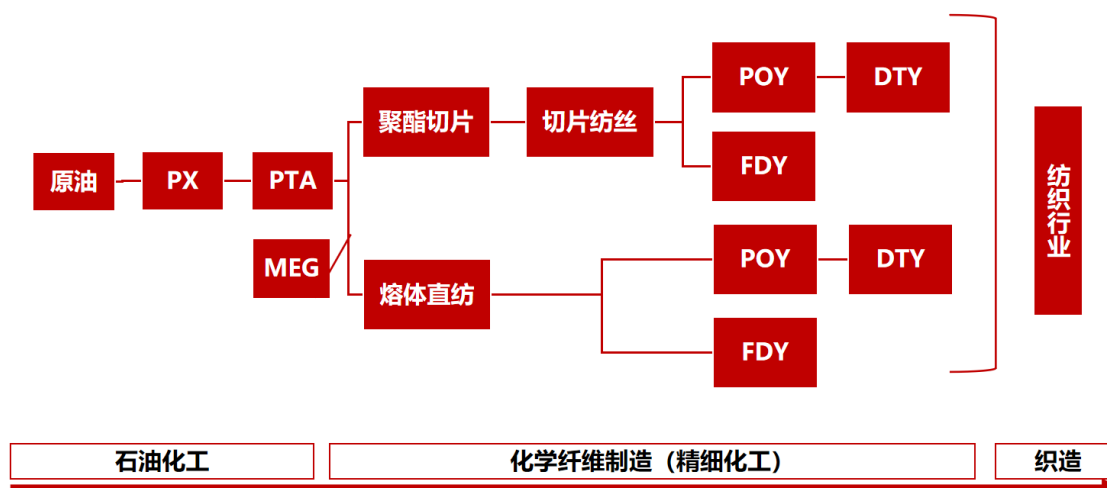 原油
PX
PTA
MEG
聚酯切片
切片纺丝
POY
DTY
FDY
熔体直纺
POY
DTY
FDY
纺织行业
石油化工
化学纤维制造（精细化工）
织造